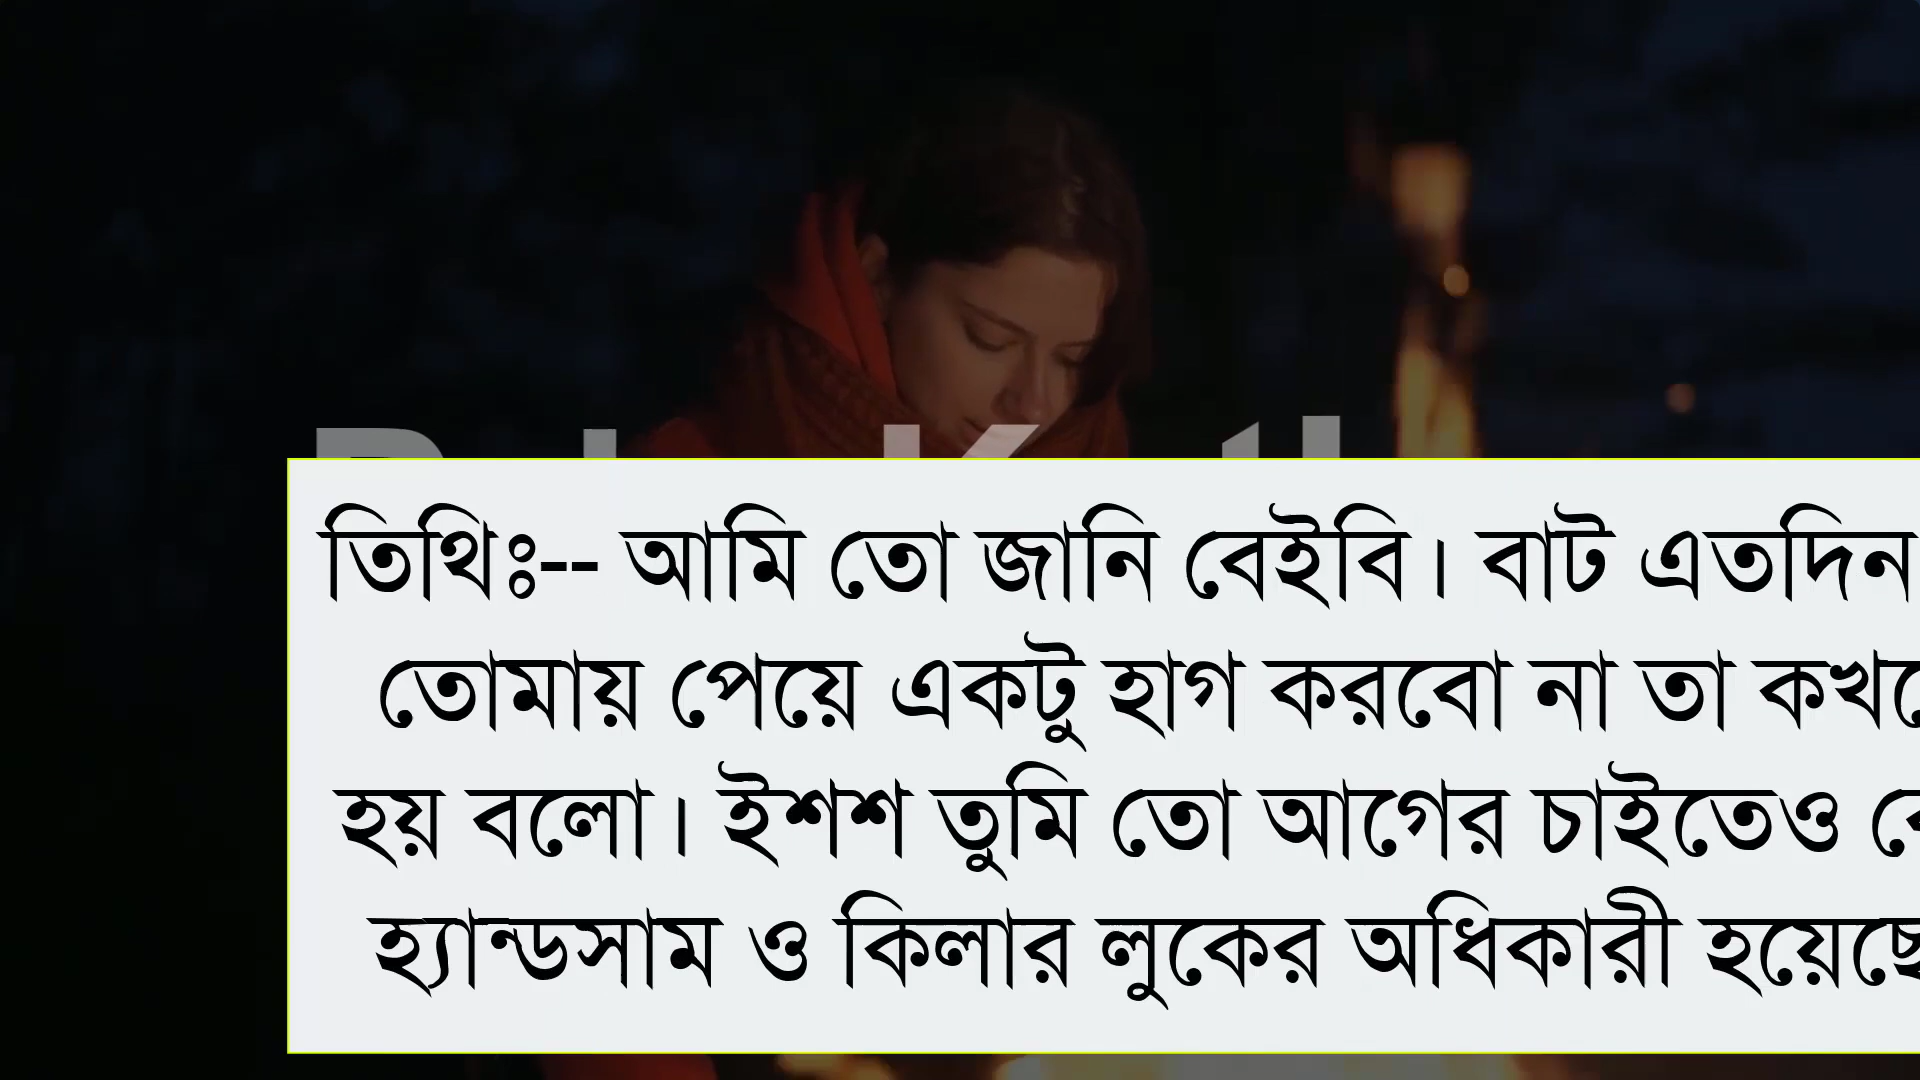 তিথিঃ-- আমি তো জানি বেইবি। বাট এতদিন
তোমায় পেয়ে একটু হাগ করবো না তা
হয় বলো। ইশশ তুমি তো আগের চাইতেও
হ্যান্ডসাম ও কিলার লুকের অধিকারী